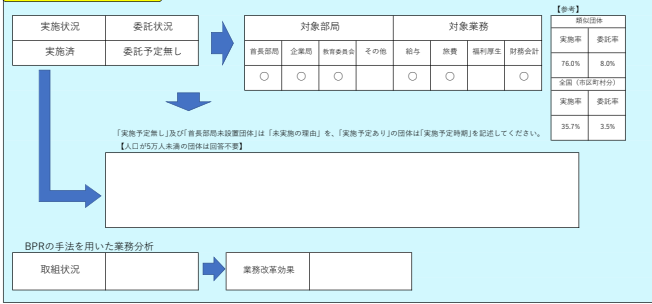 【参考】
実施状況 委託状況
実施済 委託予定無し
対象部局 対象業務
首長部局 企業局 教育委員会 その他 給与 旅費 福利厚生 財務会計
○ ○ ○ ○ ○ ○
類似団体
実施率 委託率
76.0% 8.0%
全国(市区町村分)
実施率 委託率
35.7% 3.5%
「実施予定無し」及び「首長部局未設置団体」は「未実施の理由」を、「実施予定あり」の団体は「実施予定時期」を記述してください。
【人口が5万人未満の団体は回答不要】
BPRの手法を用いた業務分析
取組状況 業務改革効果